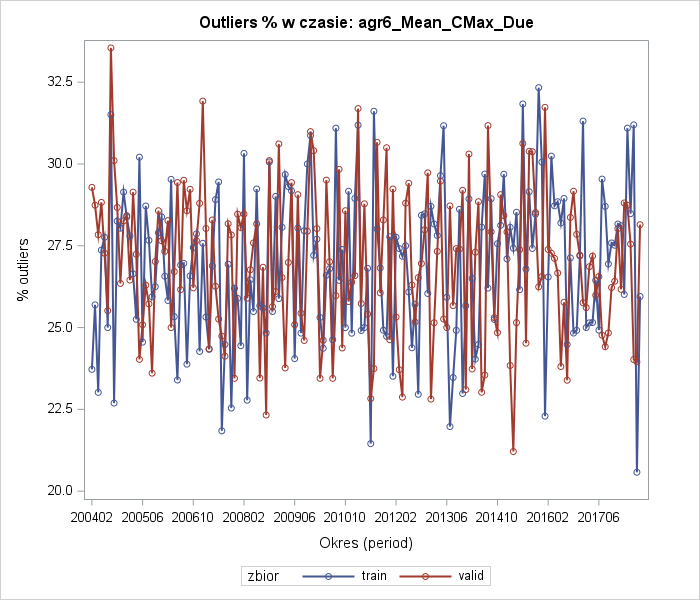 Outliers % w czasie: agr6_Mean_CMax_Due
% outliers
32.5
30.0
27.5
25.0
22.5
20.0
200402 200506 200610 200802 200906 201010 201202 201306 201410 201602 201706
Okres (period)
zbior train valid